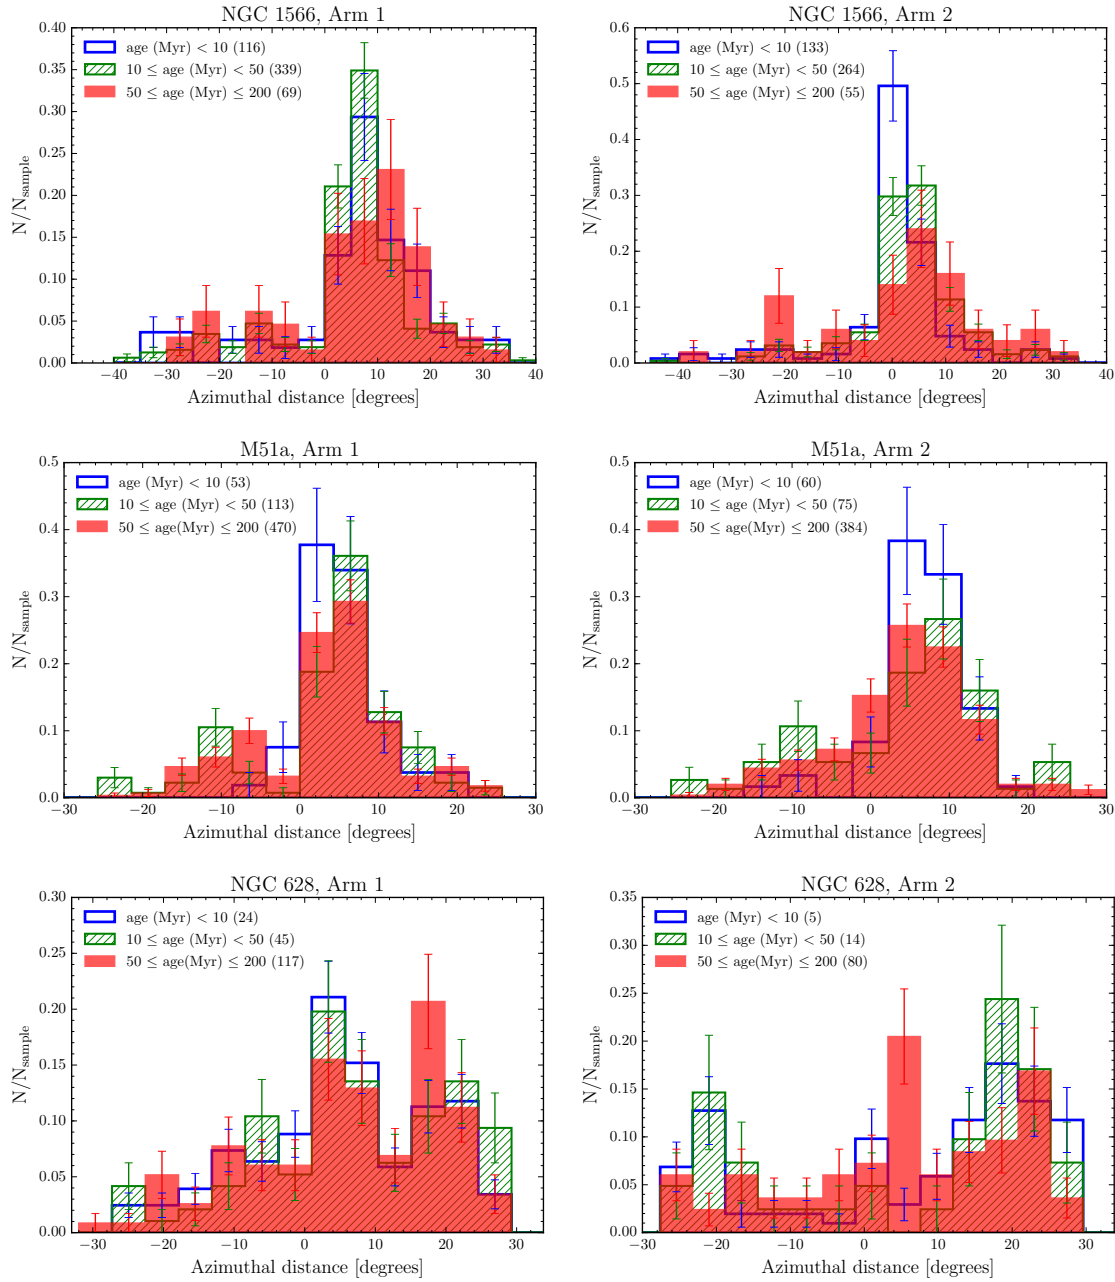 NGC 1566, Arm 1
age (Myr) < 10 (116)
10 ≤ age (Myr) < 50 (339)
50 ≤ age (Myr) ≤ 200 (69)
N/N_sample
0.40
0.35
0.30
0.25
0.20
0.15
0.10
0.05
0.00
−40 −30 −20 −10 0 10 20 30 40
Azimuthal distance [degrees]
NGC 1566, Arm 2
age (Myr) < 10 (133)
10 ≤ age (Myr) < 50 (264)
50 ≤ age (Myr) ≤ 200 (55)
N/N_sample
0.6
0.5
0.4
0.3
0.2
0.1
0.0
−40 −30 −20 −10 0 10 20 30 40
Azimuthal distance [degrees]
M51a, Arm 1
age (Myr) < 10 (53)
10 ≤ age (Myr) < 50 (113)
50 ≤ age(Myr) ≤ 200 (470)
N/N_sample
0.5
0.4
0.3
0.2
0.1
0.0
−30 −20 −10 0 10 20 30
Azimuthal distance [degrees]
M51a, Arm 2
age (Myr) < 10 (60)
10 ≤ age (Myr) < 50 (75)
50 ≤ age(Myr) ≤ 200 (384)
N/N_sample
0.5
0.4
0.3
0.2
0.1
0.0
−30 −20 −10 0 10 20 30
Azimuthal distance [degrees]
NGC 628, Arm 1
age (Myr) < 10 (24)
10 ≤ age (Myr) < 50 (45)
50 ≤ age(Myr) ≤ 200 (117)
N/N_sample
0.30
0.25
0.20
0.15
0.10
0.05
0.00
−30 −20 −10 0 10 20 30
Azimuthal distance [degrees]
NGC 628, Arm 2
age (Myr) < 10 (5)
10 ≤ age (Myr) < 50 (14)
50 ≤ age(Myr) ≤ 200 (80)
N/N_sample
0.35
0.30
0.25
0.20
0.15
0.10
0.05
0.00
−30 −20 −10 0 10 20 30
Azimuthal distance [degrees]